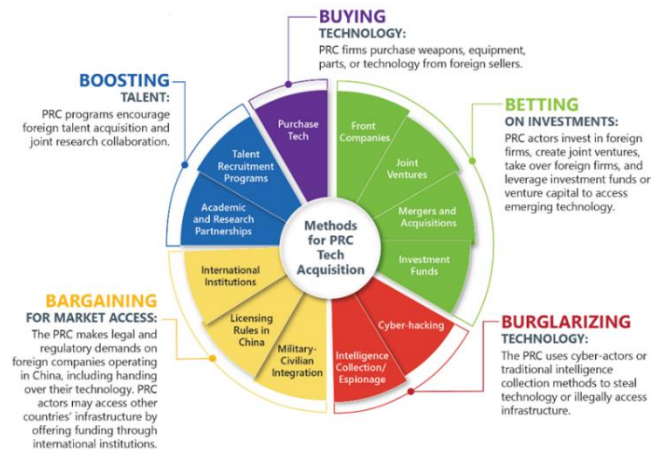 BUYING
TECHNOLOGY:
PRC firms purchase weapons, equipment,
parts, or technology from foreign sellers.
BOOSTING
TALENT:
PRC programs encourage
foreign talent acquisition and
joint research collaboration.
BETTING
ON INVESTMENTS:
PRC actors invest in foreign
firms, create joint ventures,
take over foreign firms, and
leverage investment funds or
venture capital to access
emerging technology.
Purchase
Tech
Front
Companies
Talent
Recruitment
Programs
Joint
Ventures
Academic
and Research
Partnerships
Mergers and
Acquisitions
Methods
for PRC
Tech
Acquisition
International
Institutions
Investment
Funds
Licensing
Rules in
China
Military-
Civilian
Integration
Intelligence
Collection/
Espionage
Cyber-hacking
BARGAINING
FOR MARKET ACCESS:
The PRC makes legal and
regulatory demands on
foreign companies operating
in China, including handing
over their technology. PRC
actors may access other
countries' infrastructure by
offering funding through
international institutions.
BURGLARIZING
TECHNOLOGY:
The PRC uses cyber-actors or
traditional intelligence
collection methods to steal
technology or illegally access
infrastructure.